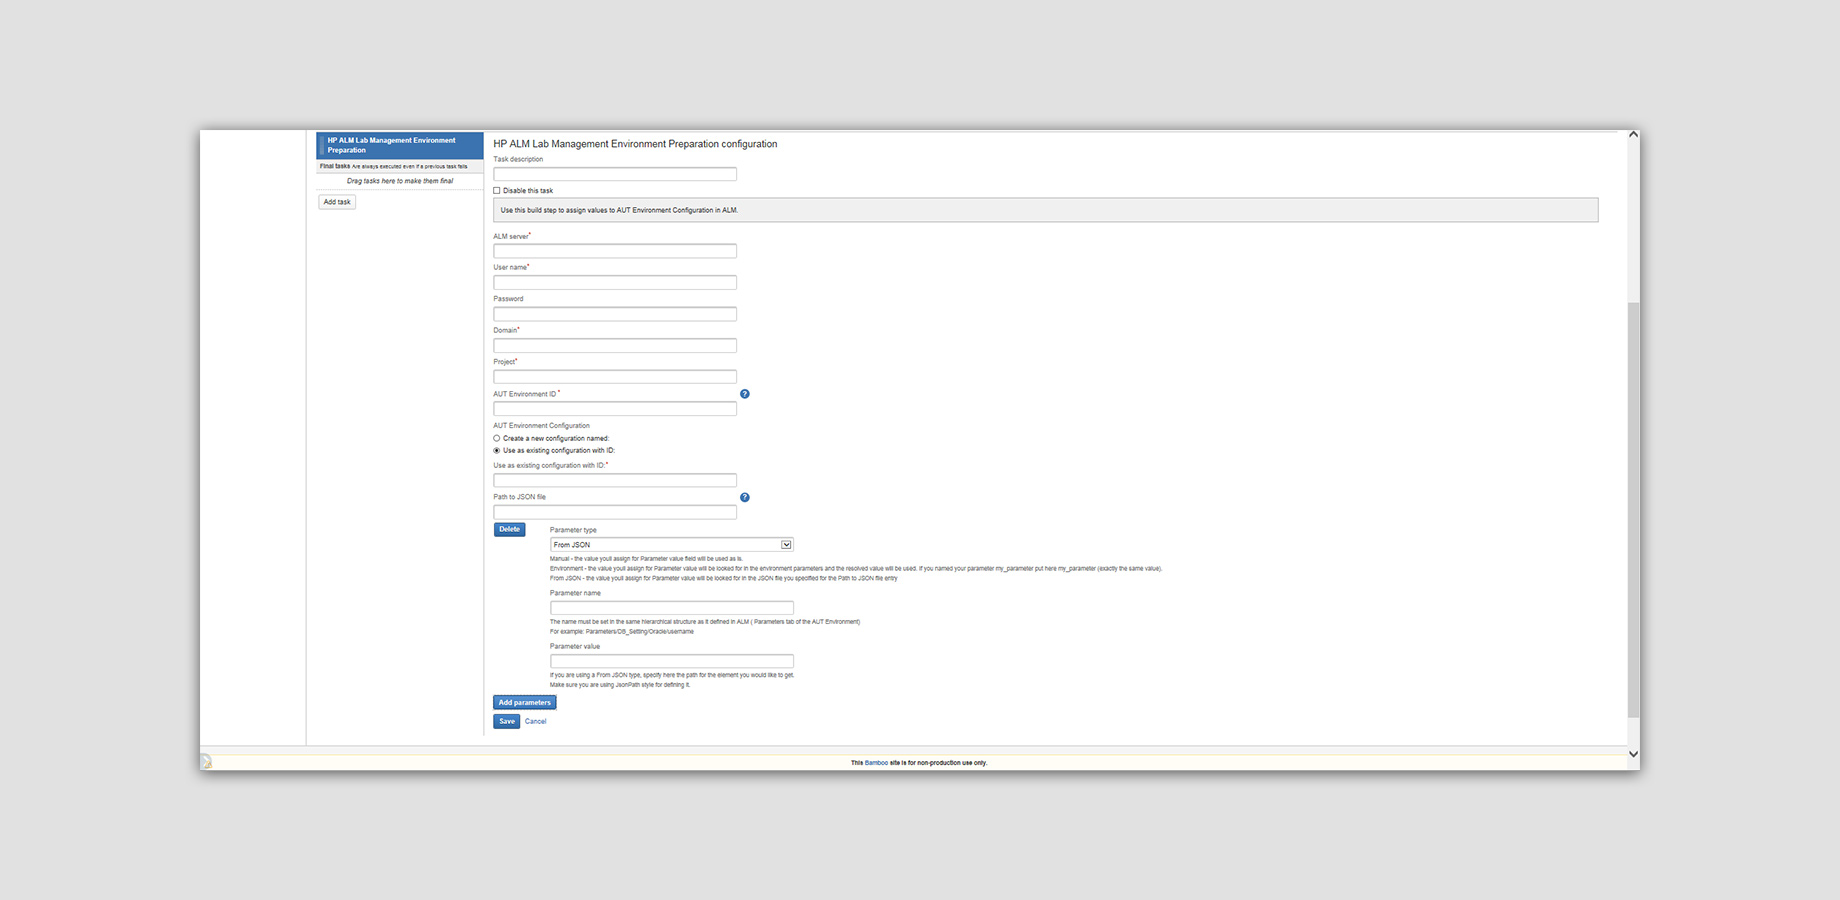 HP ALM Lab Management Environment
Preparation
Final tasks Are always executed even if a previous task fails
Drag tasks here to make them final
Add task
HP ALM Lab Management Environment Preparation configuration
Task description
Disable this task
Use this build step to assign values to AUT Environment Configuration in ALM.
ALM server*
User name*
Password
Domain*
Project*
AUT Environment ID *
?
AUT Environment Configuration
Create a new configuration named:
Use as existing configuration with ID:
Use as existing configuration with ID:*
Path to JSON file
?
Delete
Parameter type
From JSON
Manual - the value youll assign for Parameter value field will be used as is.
Environment - the value youll assign for Parameter value will be looked for in the environment parameters and the resolved value will be used. If you named your parameter my_parameter put here my_parameter (exactly the same value).
From JSON - the value youll assign for Parameter value will be looked for in the JSON file you specified for the Path to JSON file entry
Parameter name
The name must be set in the same hierarchical structure as it defined in ALM ( Parameters tab of the AUT Environment)
For example: Parameters/DB_Setting/Oracle/username
Parameter value
If you are using a From JSON type, specify here the path for the element you would like to get.
Make sure you are using JsonPath style for defining it.
Add parameters
Save Cancel
This Bamboo site is for non-production use only.